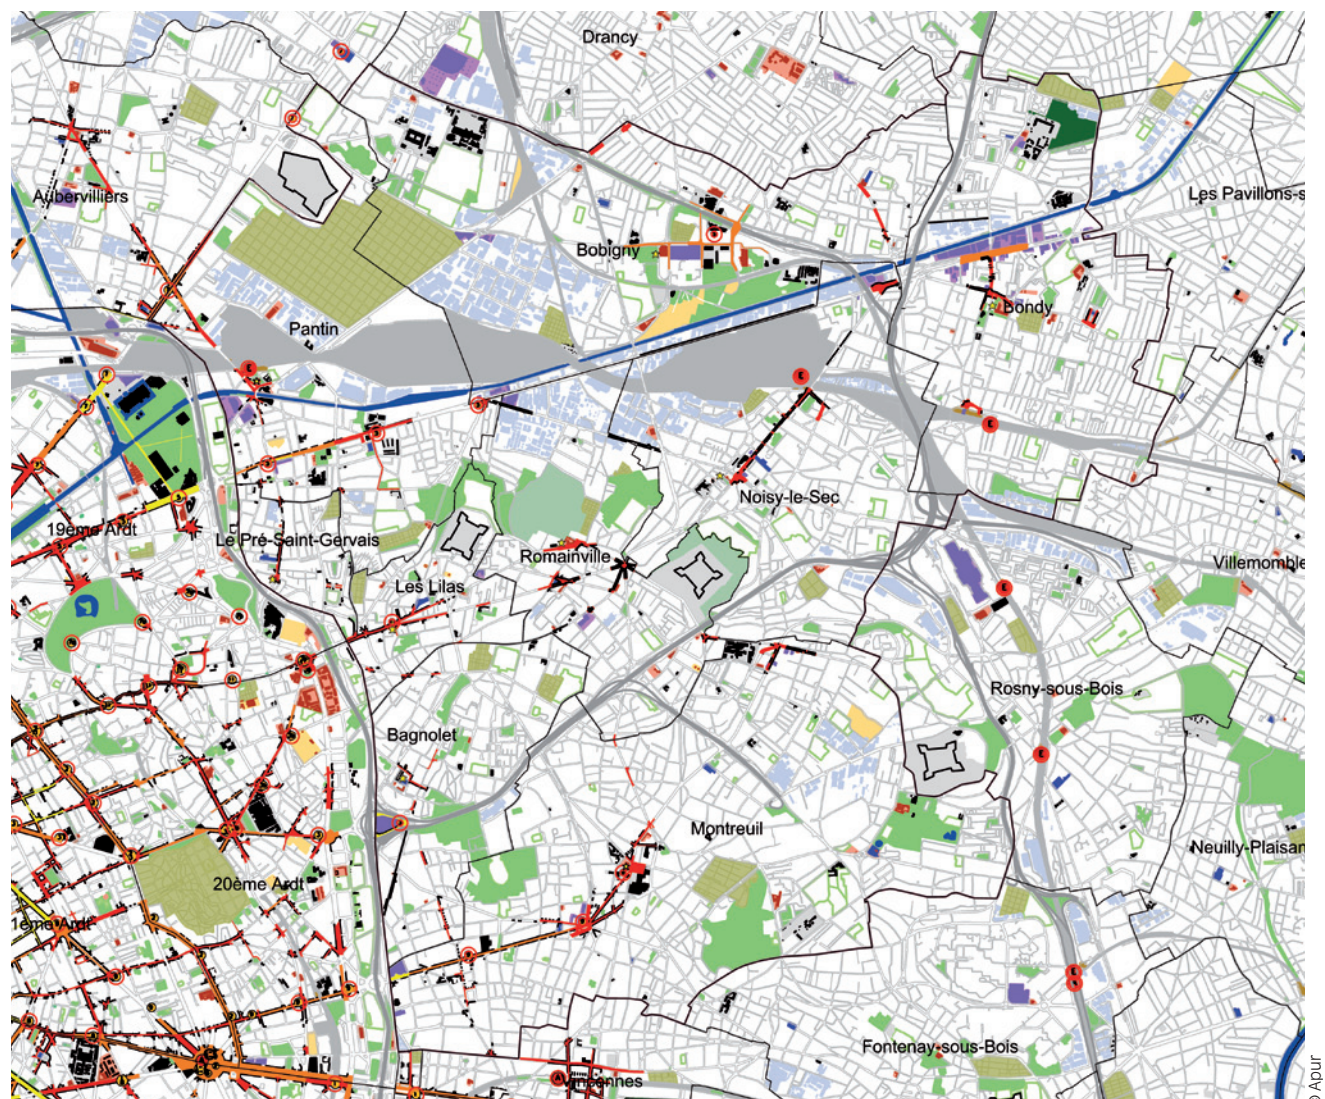 Drancy
Aubervilliers
Les Pavillons-s
Bobigny
Bondy
Pantin
Noisy-le-Sec
19ème Ardt
Le Pré-Saint-Gervais
Romainville
Villemomble
Les Lilas
Rosny-sous-Bois
Bagnolet
Montreuil
Neuilly-Plaisan
20ème Ardt
1ème Ardt
Fontenay-sous-Bois
Vincennes
© Apur